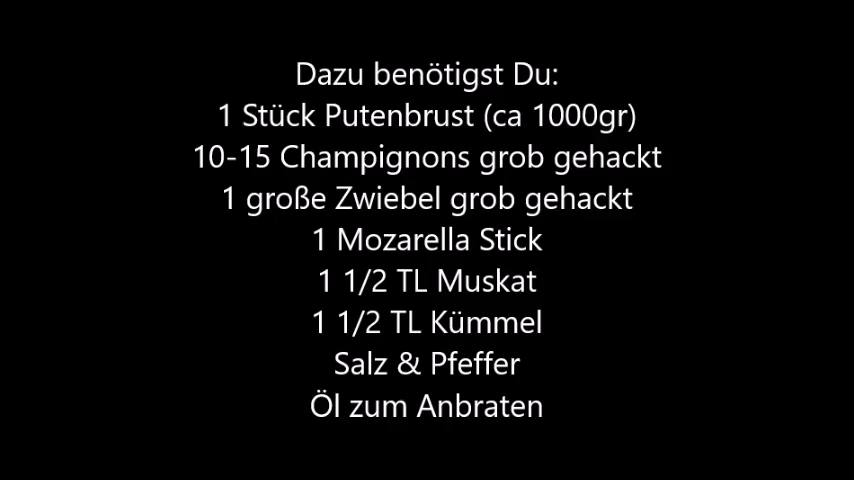 Dazu benötigst Du:
1 Stück Putenbrust (ca 1000gr)
10-15 Champignons grob gehackt
1 große Zwiebel grob gehackt
1 Mozarella Stick
1 1/2 TL Muskat
1 1/2 TL Kümmel
Salz & Pfeffer
Öl zum Anbraten